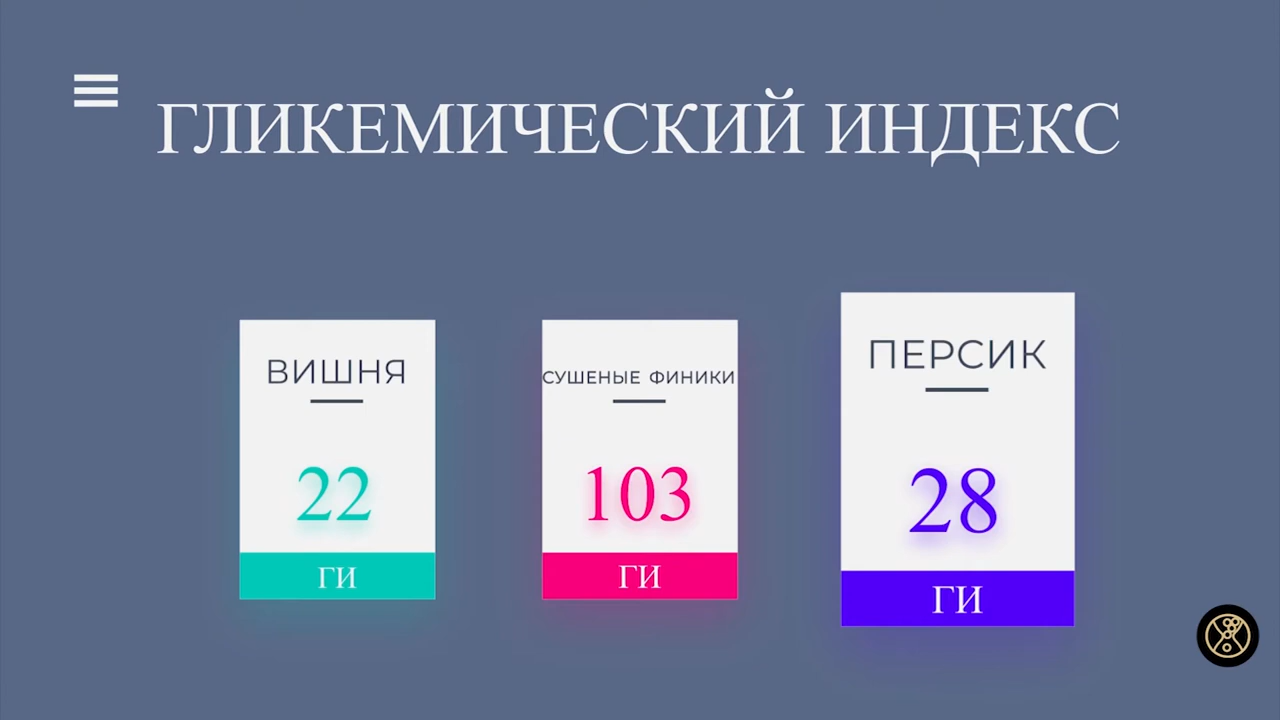 ГЛИКЕМИЧЕСКИЙ ИНДЕКС
ВИШНЯ
22
ГИ
СУШЕНЫЕ ФИНИКИ
103
ГИ
ПЕРСИК
28
ГИ